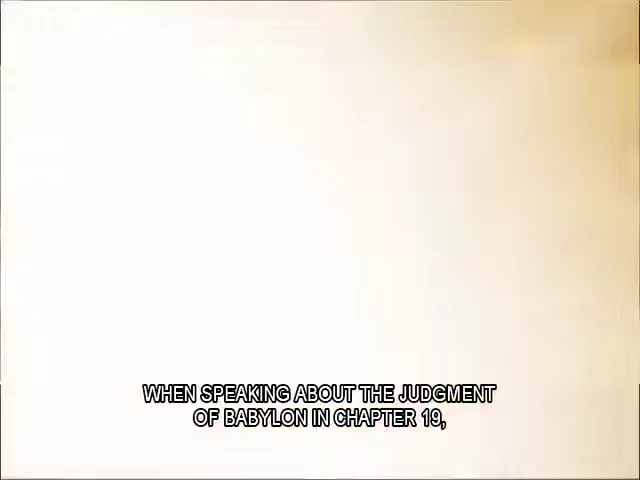 WHEN SPEAKING ABOUT THE JUDGMENT
OF BABYLON IN CHAPTER 19,